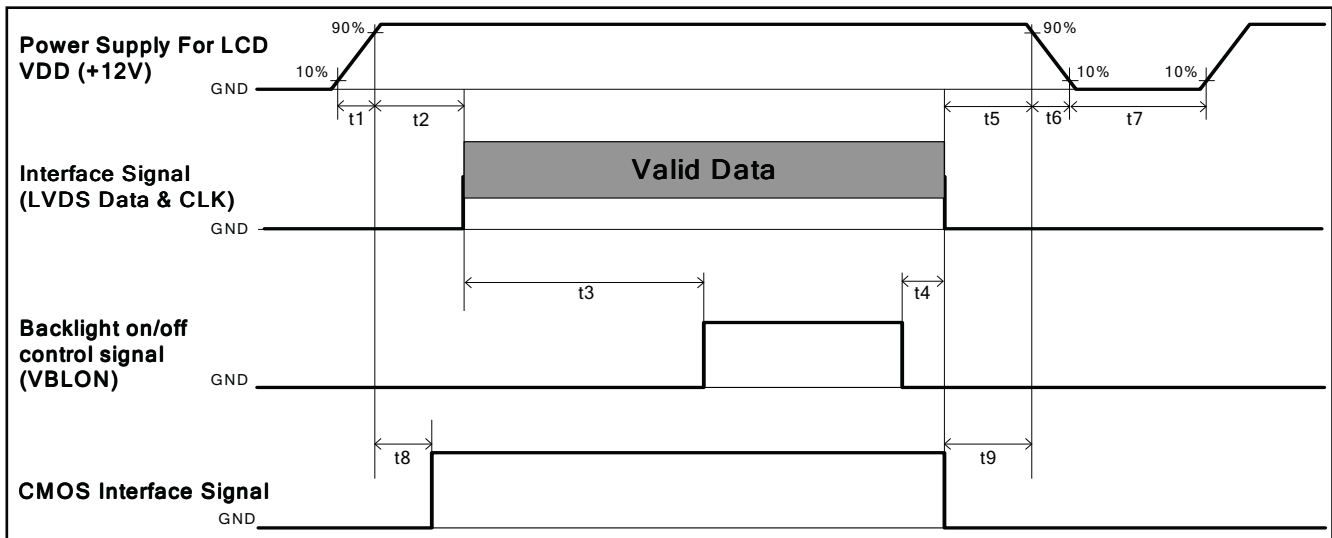 Power Supply For LCD
VDD (+12V)
90%
90%
10%
10%
10%
GND
t1
t2
t5
t6
t7
Interface Signal
(LVDS Data & CLK)
Valid Data
GND
t3
t4
Backlight on/off
control signal
(VBLON)
GND
t8
t9
CMOS Interface Signal
GND